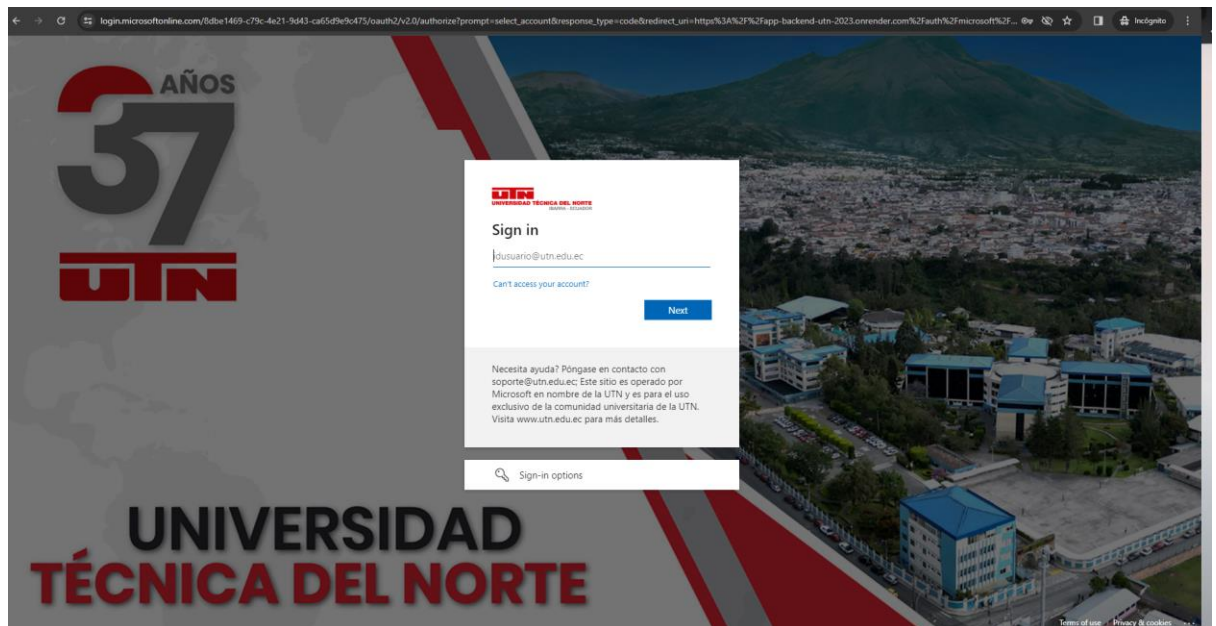 login.microsoftonline.com/8dbe1469-c79c-4e21-9d43-ca65d9e9c475/oauth2/v2.0/authorize?prompt=select_account&response_type=code&redirect_uri=https%3A%2F%2Fapp-backend-utn-2023.onrender.com%2Fauth%2Fmicrosoft%2F...
Incógnito
37 AÑOS
UTN
UTN
UNIVERSIDAD TÉCNICA DEL NORTE
IBARRA - ECUADOR
Sign in
idusuario@utn.edu.ec
Can't access your account?
Next
Necesita ayuda? Póngase en contacto con
soporte@utn.edu.ec; Este sitio es operado por
Microsoft en nombre de la UTN y es para el uso
exclusivo de la comunidad universitaria de la UTN.
Visita www.utn.edu.ec para más detalles.
Sign-in options
UNIVERSIDAD
TÉCNICA DEL NORTE
Terms of use Privacy & cookies ...